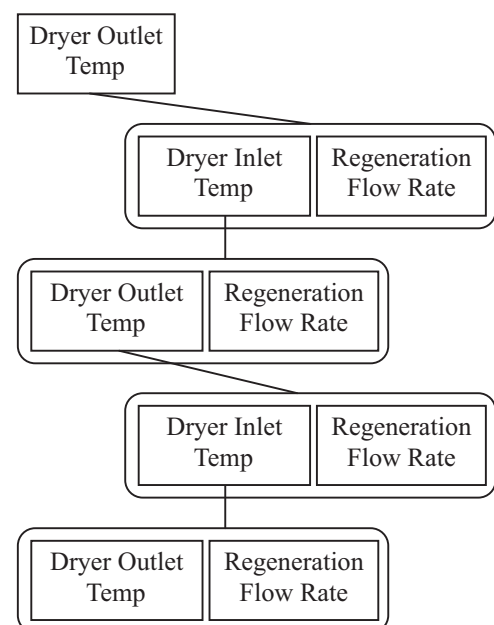 Dryer Outlet
Temp
Dryer Inlet
Temp
Regeneration
Flow Rate
Dryer Outlet
Temp
Regeneration
Flow Rate
Dryer Inlet
Temp
Regeneration
Flow Rate
Dryer Outlet
Temp
Regeneration
Flow Rate